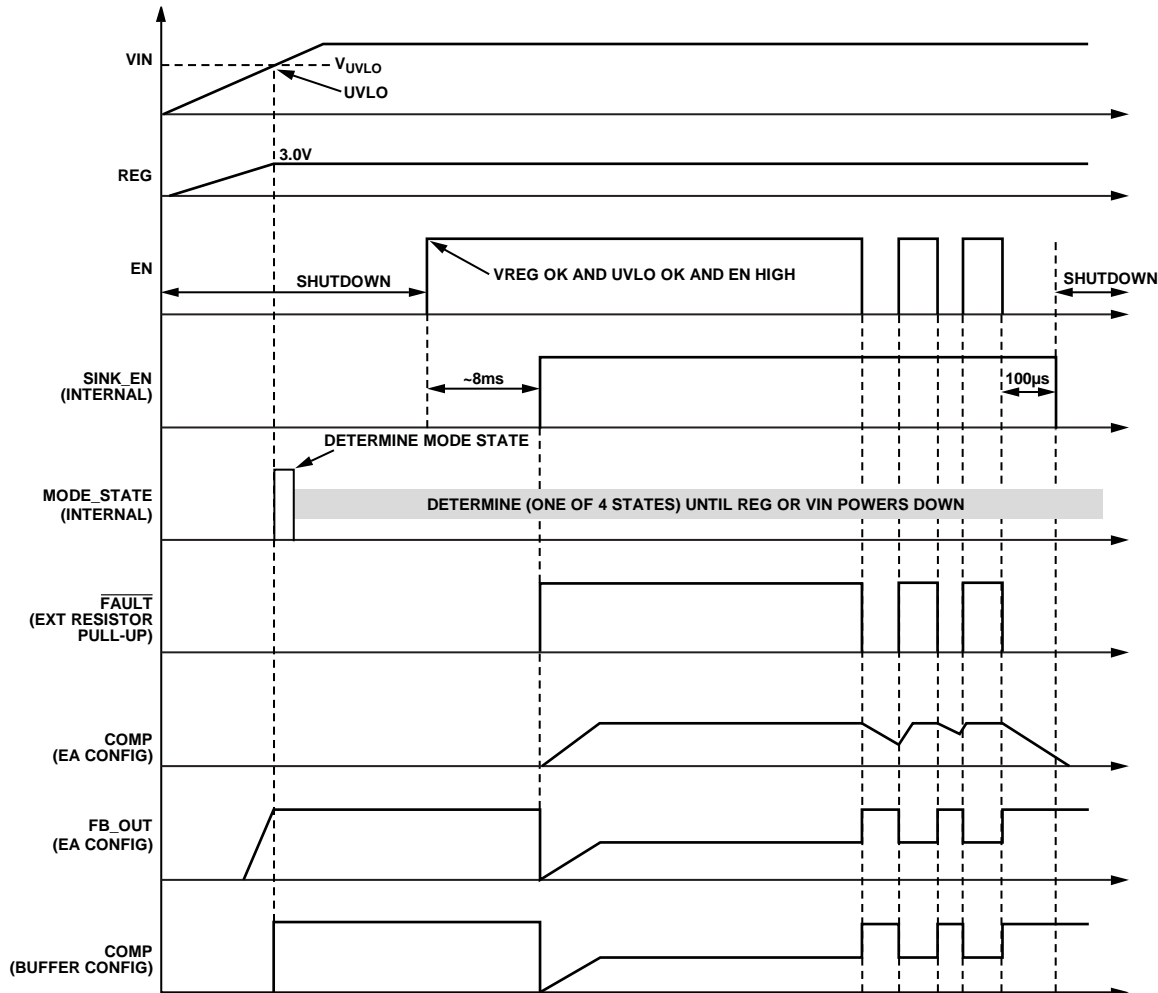 VIN
VUVLO
UVLO
3.0V
REG
EN
SHUTDOWN
VREG OK AND UVLO OK AND EN HIGH
SHUTDOWN
SINK_EN
(INTERNAL)
~8ms
100µs
DETERMINE MODE STATE
MODE_STATE
(INTERNAL)
DETERMINE (ONE OF 4 STATES) UNTIL REG OR VIN POWERS DOWN
FAULT
(EXT RESISTOR
PULL-UP)
COMP
(EA CONFIG)
FB_OUT
(EA CONFIG)
COMP
(BUFFER CONFIG)